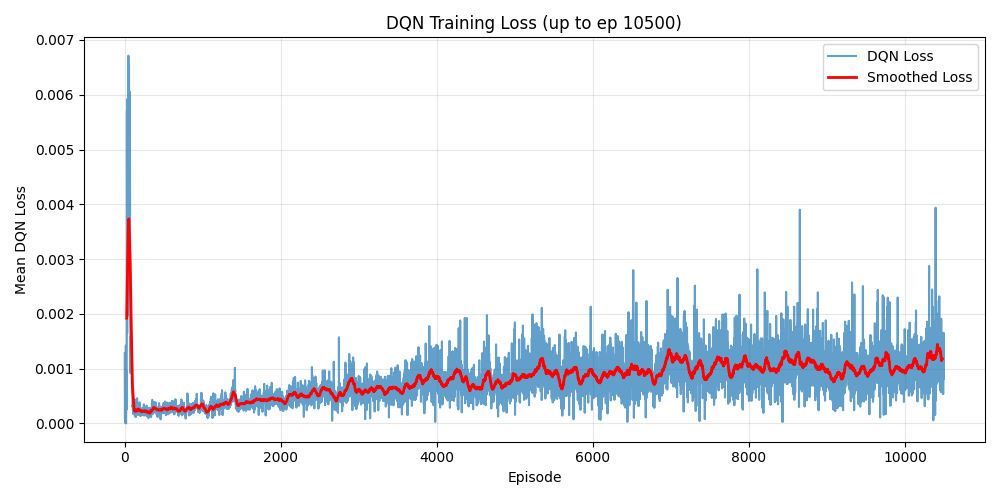 DQN Training Loss (up to ep 10500)
DQN Loss
Smoothed Loss
0.007
0.006
0.005
0.004
0.003
0.002
0.001
0.000
Mean DQN Loss
0
2000
4000
6000
8000
10000
Episode